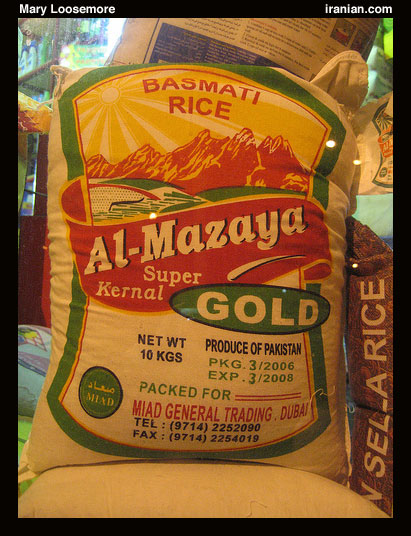 Mary Loosemore
iranian.com
BASMATI
RICE
Al-Mazaya
Super
Kernal
GOLD
NET WT
10 KGS
PRODUCE OF PAKISTAN
PKG. 3/2006
EXP. 3/2008
PACKED FOR
MIAD GENERAL TRADING. DUBAI
TEL : (9714) 2252090
FAX : (9714) 2254019
ميعاد
MIAD
N SELLA RICE